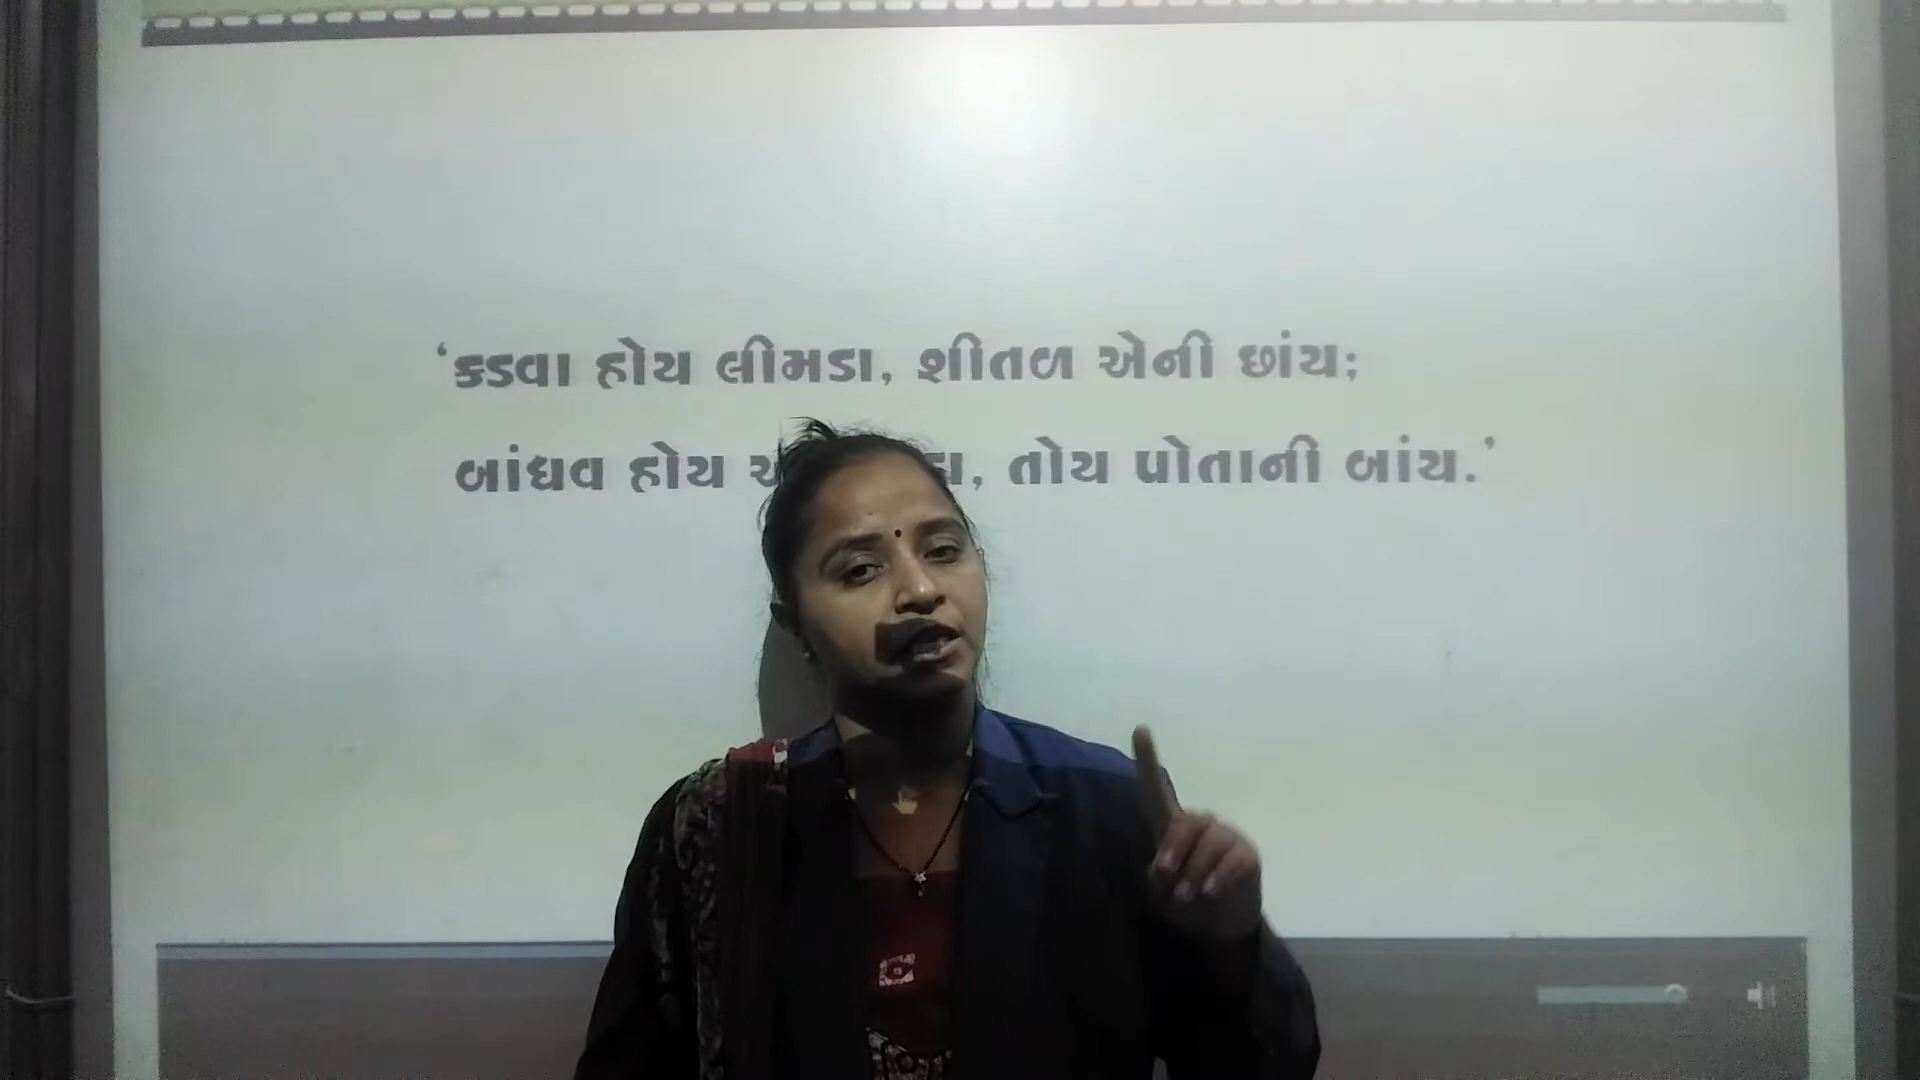 ‘કડવા હોય લીમડા, શીતળ એની છાંય;
બાંધવ હોય તોય પોતાની બાંય.’